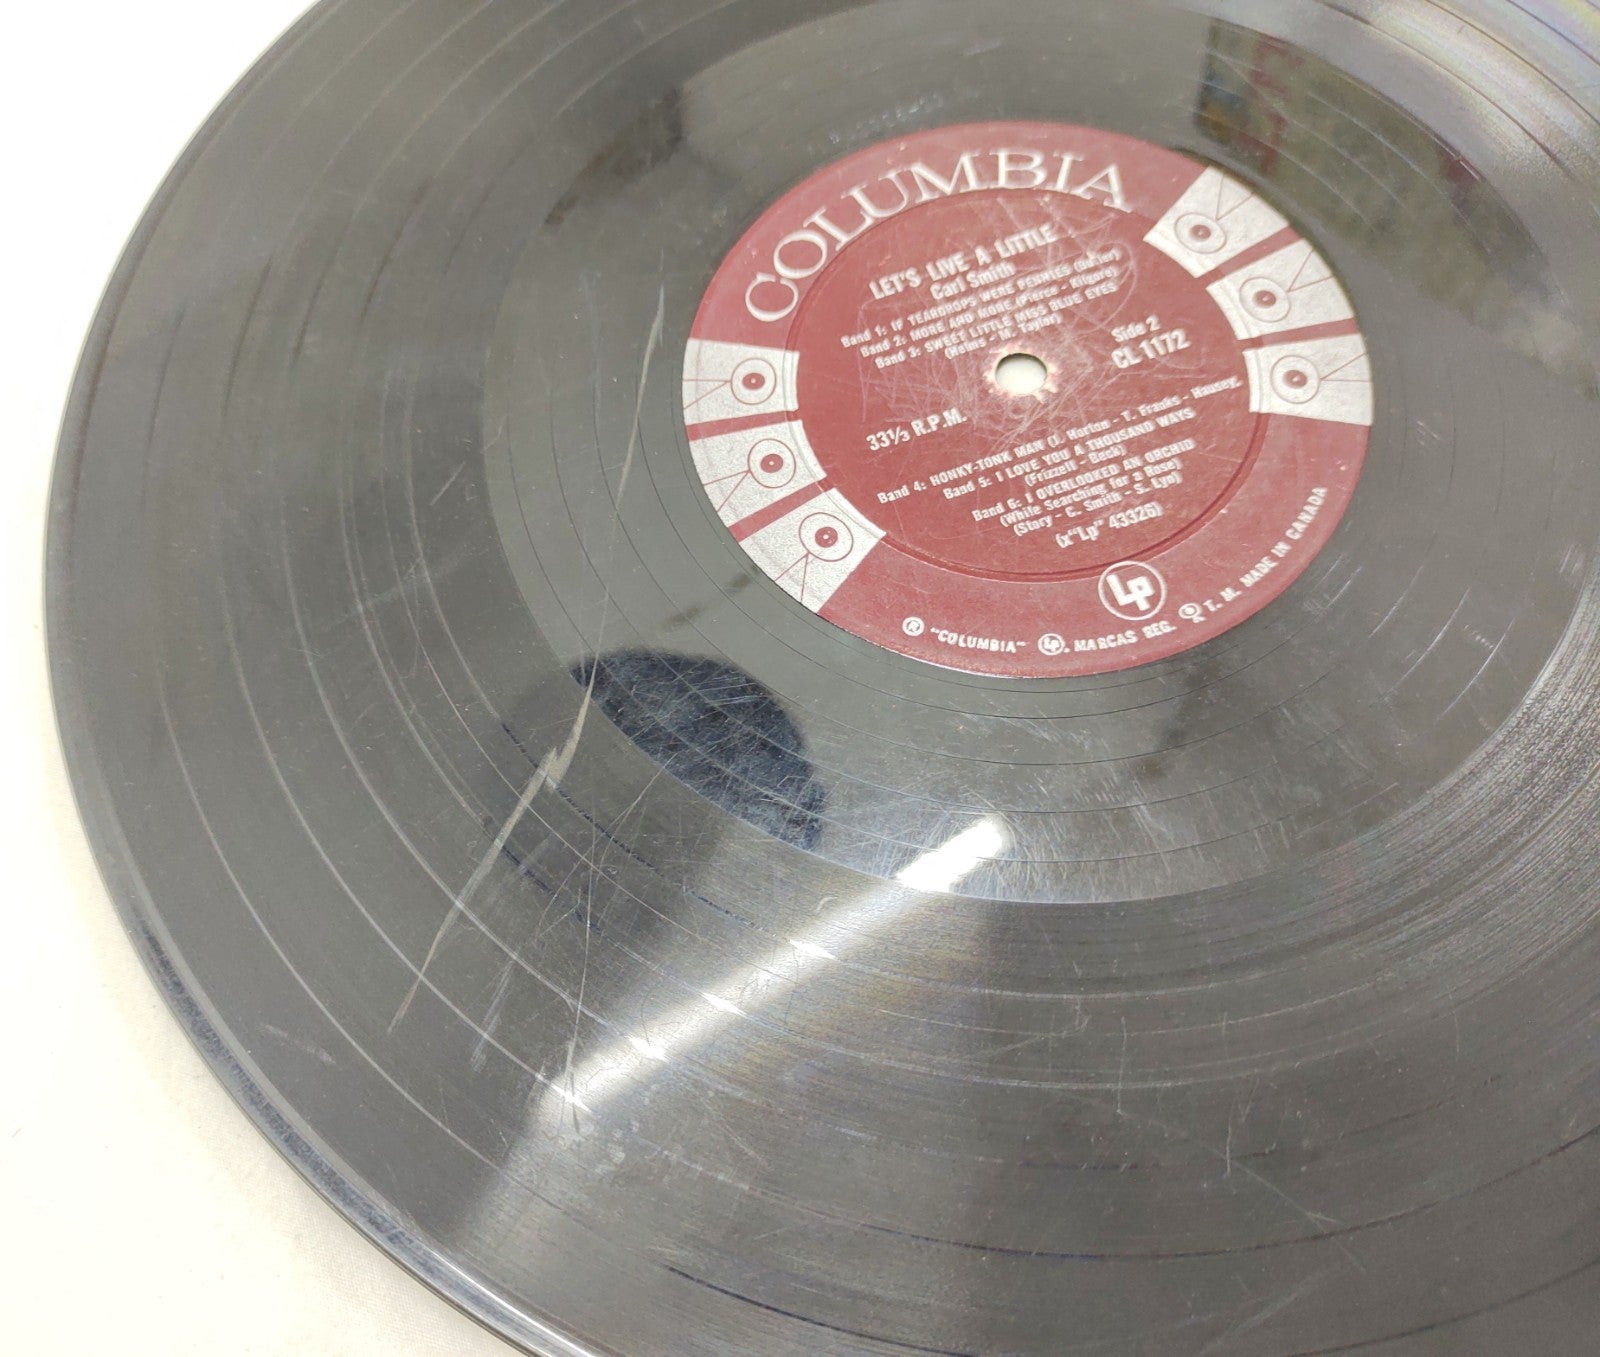 COLUMBIA
LET'S LIVE A LITTLE
Carl Smith
Band 1: IF TEARDROPS WERE PENNIES (Butler)
Band 2: MORE AND MORE (Pierce - Kilgore)
Band 3: SWEET LITTLE MISS BLUE EYES
(Helms - M. Taylor)
Side 2
CL 1172
33⅓ R.P.M.
Band 4: HONKY-TONK MAN (J. Horton - T. Franks - Hausey.
Band 5: I LOVE YOU A THOUSAND WAYS
(Frizzell - Beck)
Band 6: I OVERLOOKED AN ORCHID
(While Searching for a Rose)
(Story - C. Smith - S. Lyn)
(x"Lp" 43326)
Lp
® "COLUMBIA" Lp. MARCAS REG. T. M. MADE IN CANADA